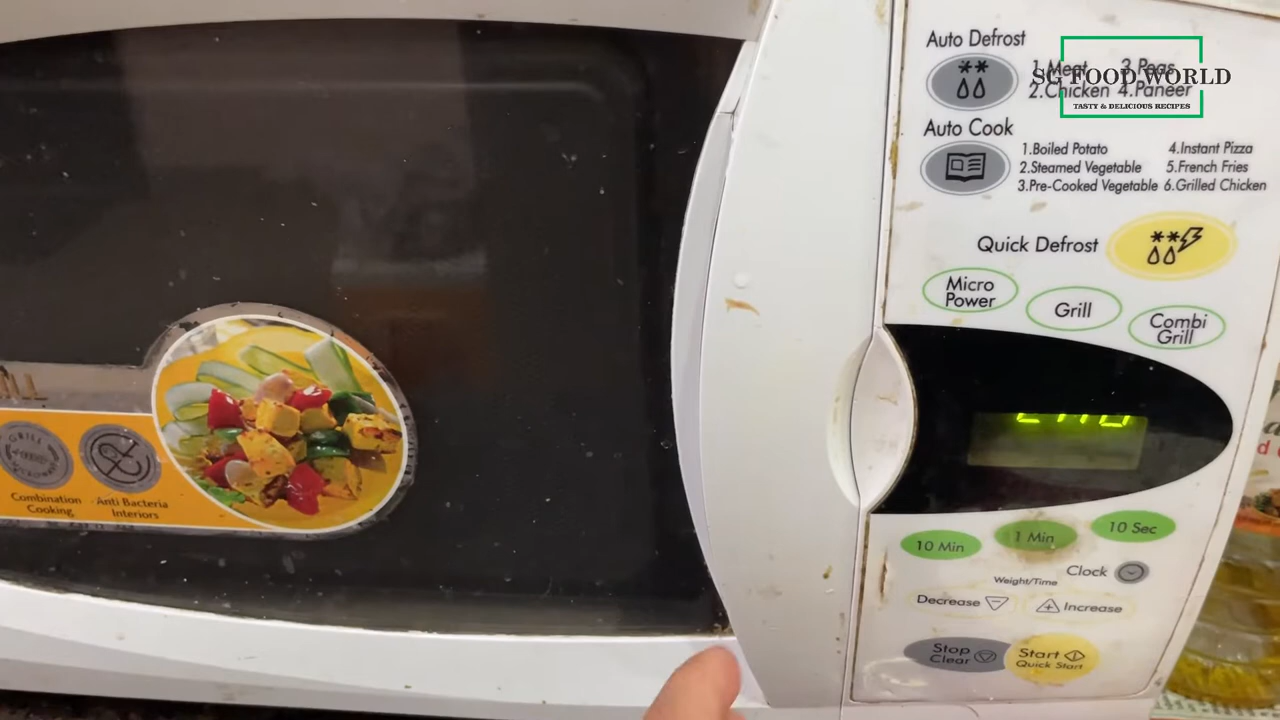 Auto Defrost
1.Meat 3.Peas
2.Chicken 4.Paneer
SG FOOD WORLD
TASTY & DELICIOUS RECIPES
Auto Cook
1.Boiled Potato 4.Instant Pizza
2.Steamed Vegetable 5.French Fries
3.Pre-Cooked Vegetable 6.Grilled Chicken
Quick Defrost
Micro
Power
Grill
Combi
Grill
GRILL
Combination
Cooking
Anti Bacteria
Interiors
10 Min
1 Min
10 Sec
Clock
Weight/Time
Decrease
Increase
Stop
Clear
Start
Quick Start